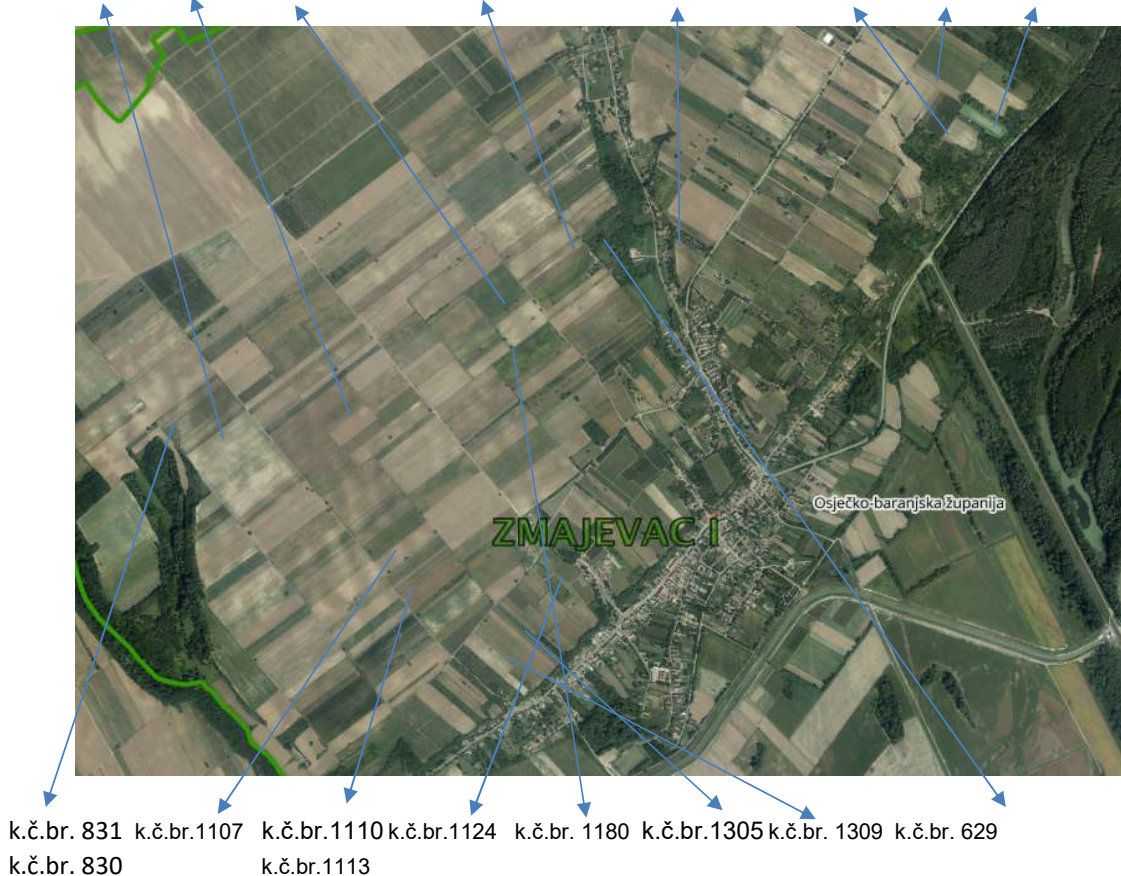 Osječko-baranjska županija
ZMAJEVAC I
k.č.br. 831 k.č.br.1107 k.č.br.1110 k.č.br.1124 k.č.br. 1180 k.č.br.1305 k.č.br. 1309 k.č.br. 629
k.č.br. 830 k.č.br.1113